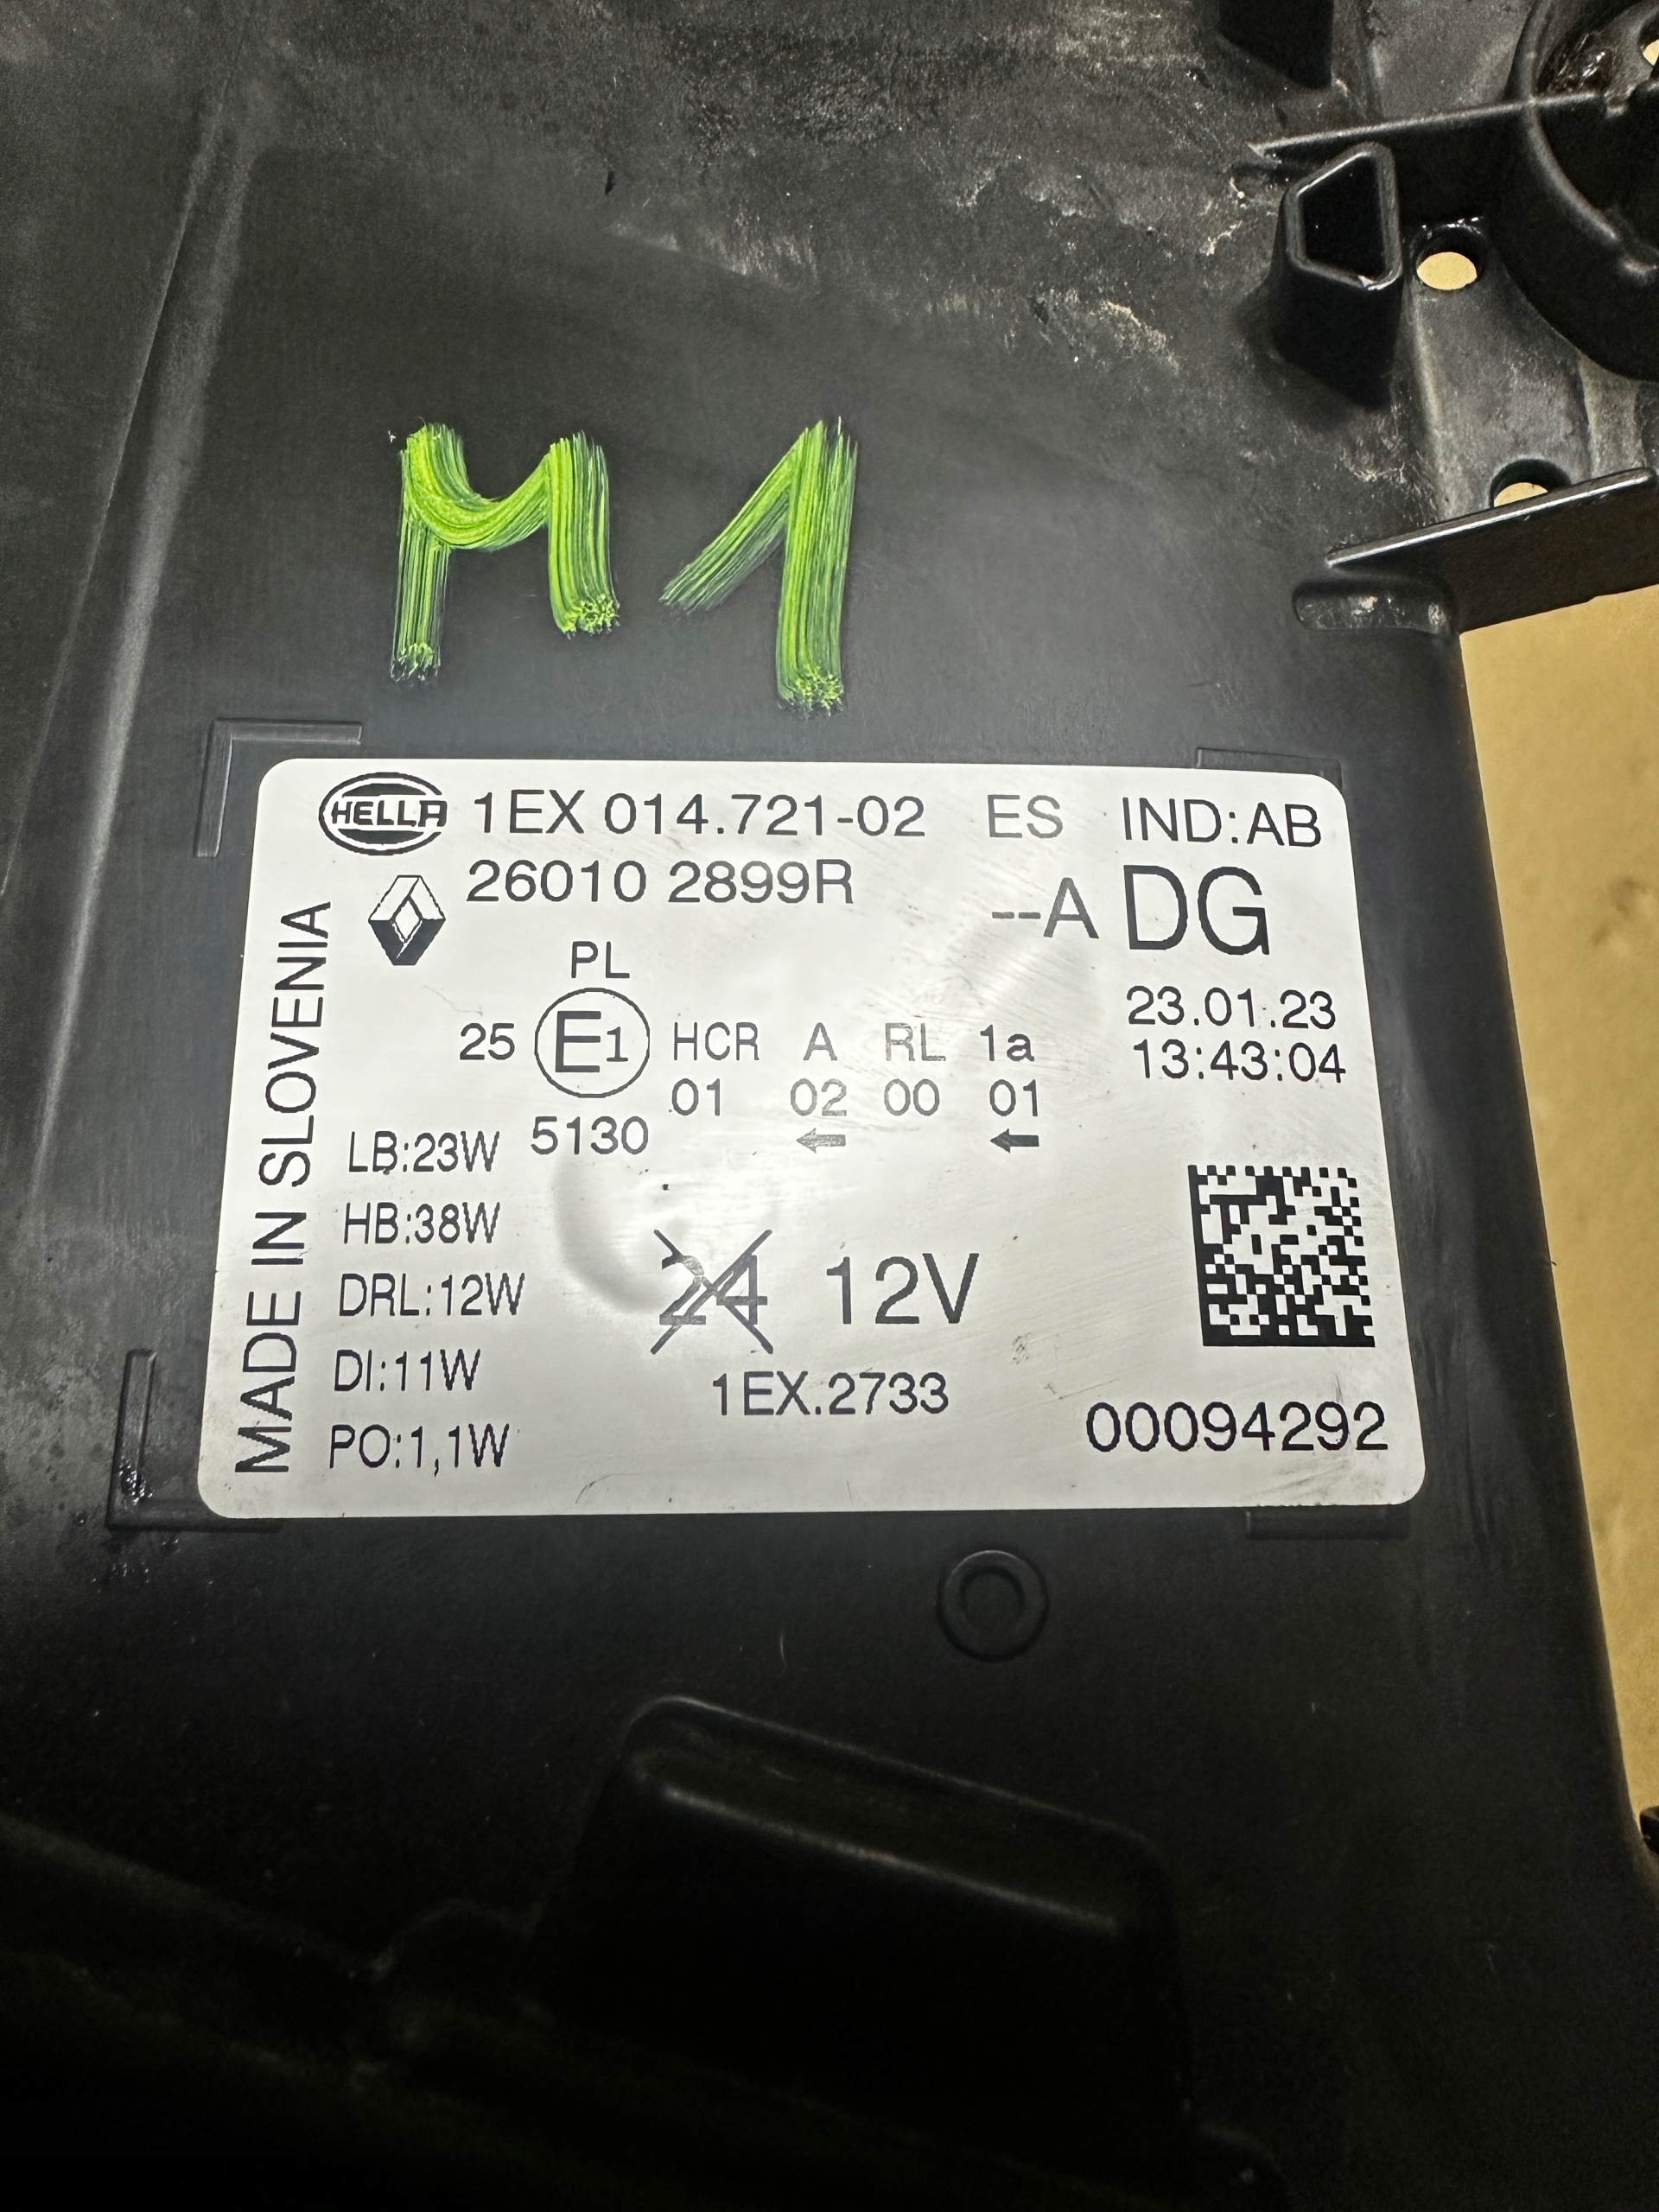 M1
HELLA 1EX 014.721-02 ES IND:AB
26010 2899R --A DG
MADE IN SLOVENIA
PL
23.01.23
25 E1 HCR A RL 1a
13:43:04
01 02 00 01
5130 ← ←
LB:23W
HB:38W
DRL:12W
24 12V
DI:11W
1EX.2733
PO:1,1W
00094292